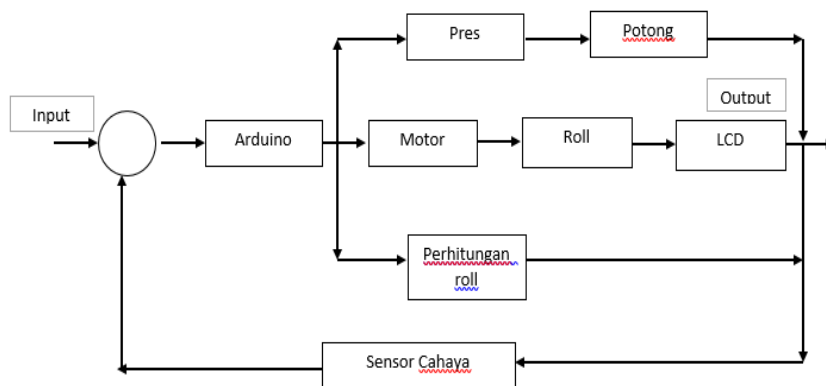 Pres
Potong
Input
Output
Arduino
Motor
Roll
LCD
Perhitungan
roll
Sensor Cahaya